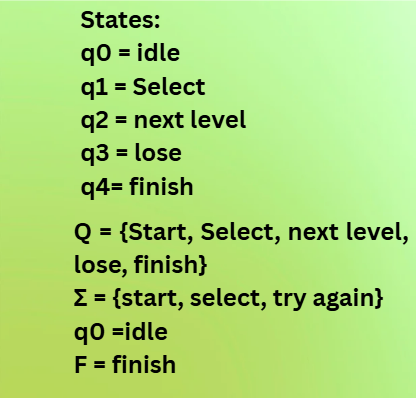 States:
q0 = idle
q1 = Select
q2 = next level
q3 = lose
q4= finish
Q = {Start, Select, next level,
lose, finish}
Σ = {start, select, try again}
q0 =idle
F = finish